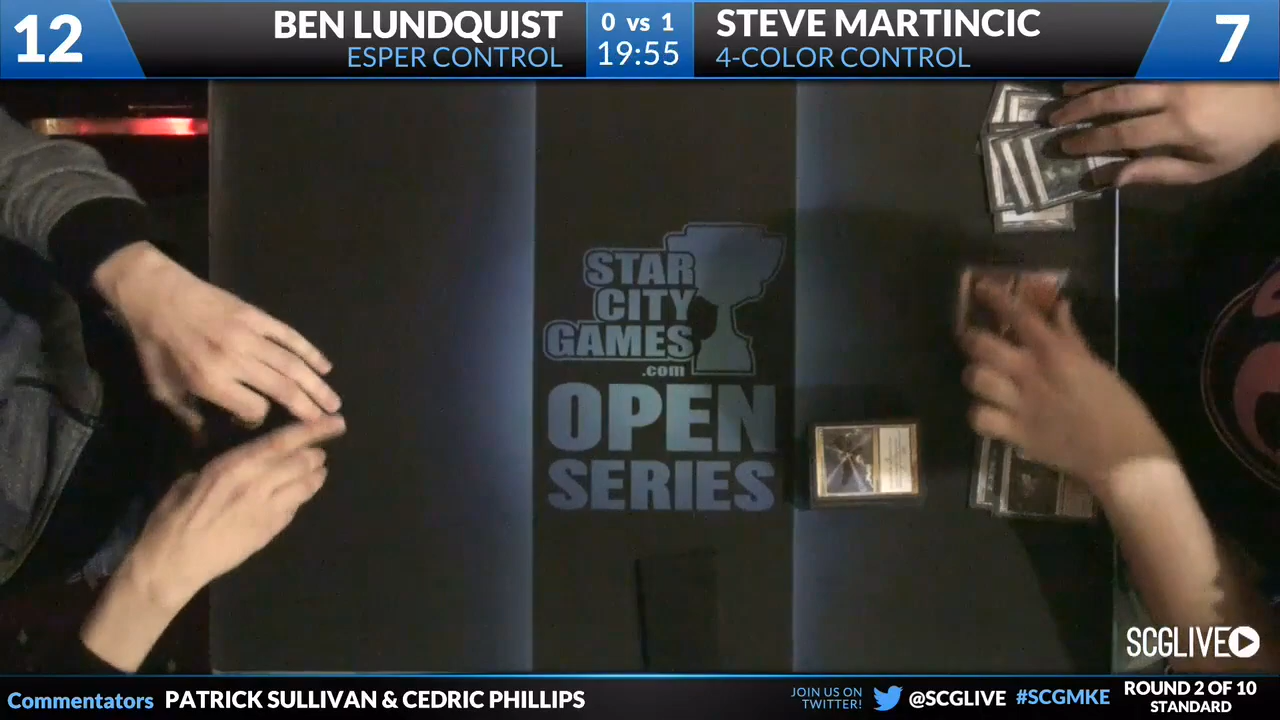 12
BEN LUNDQUIST
ESPER CONTROL
0 vs 1
19:55
STEVE MARTINCIC
4-COLOR CONTROL
7
STAR
CITY
GAMES
.com
OPEN
SERIES
SCGLIVE
Commentators PATRICK SULLIVAN & CEDRIC PHILLIPS
JOIN US ON
TWITTER!
@SCGLIVE #SCGMKE
ROUND 2 OF 10
STANDARD